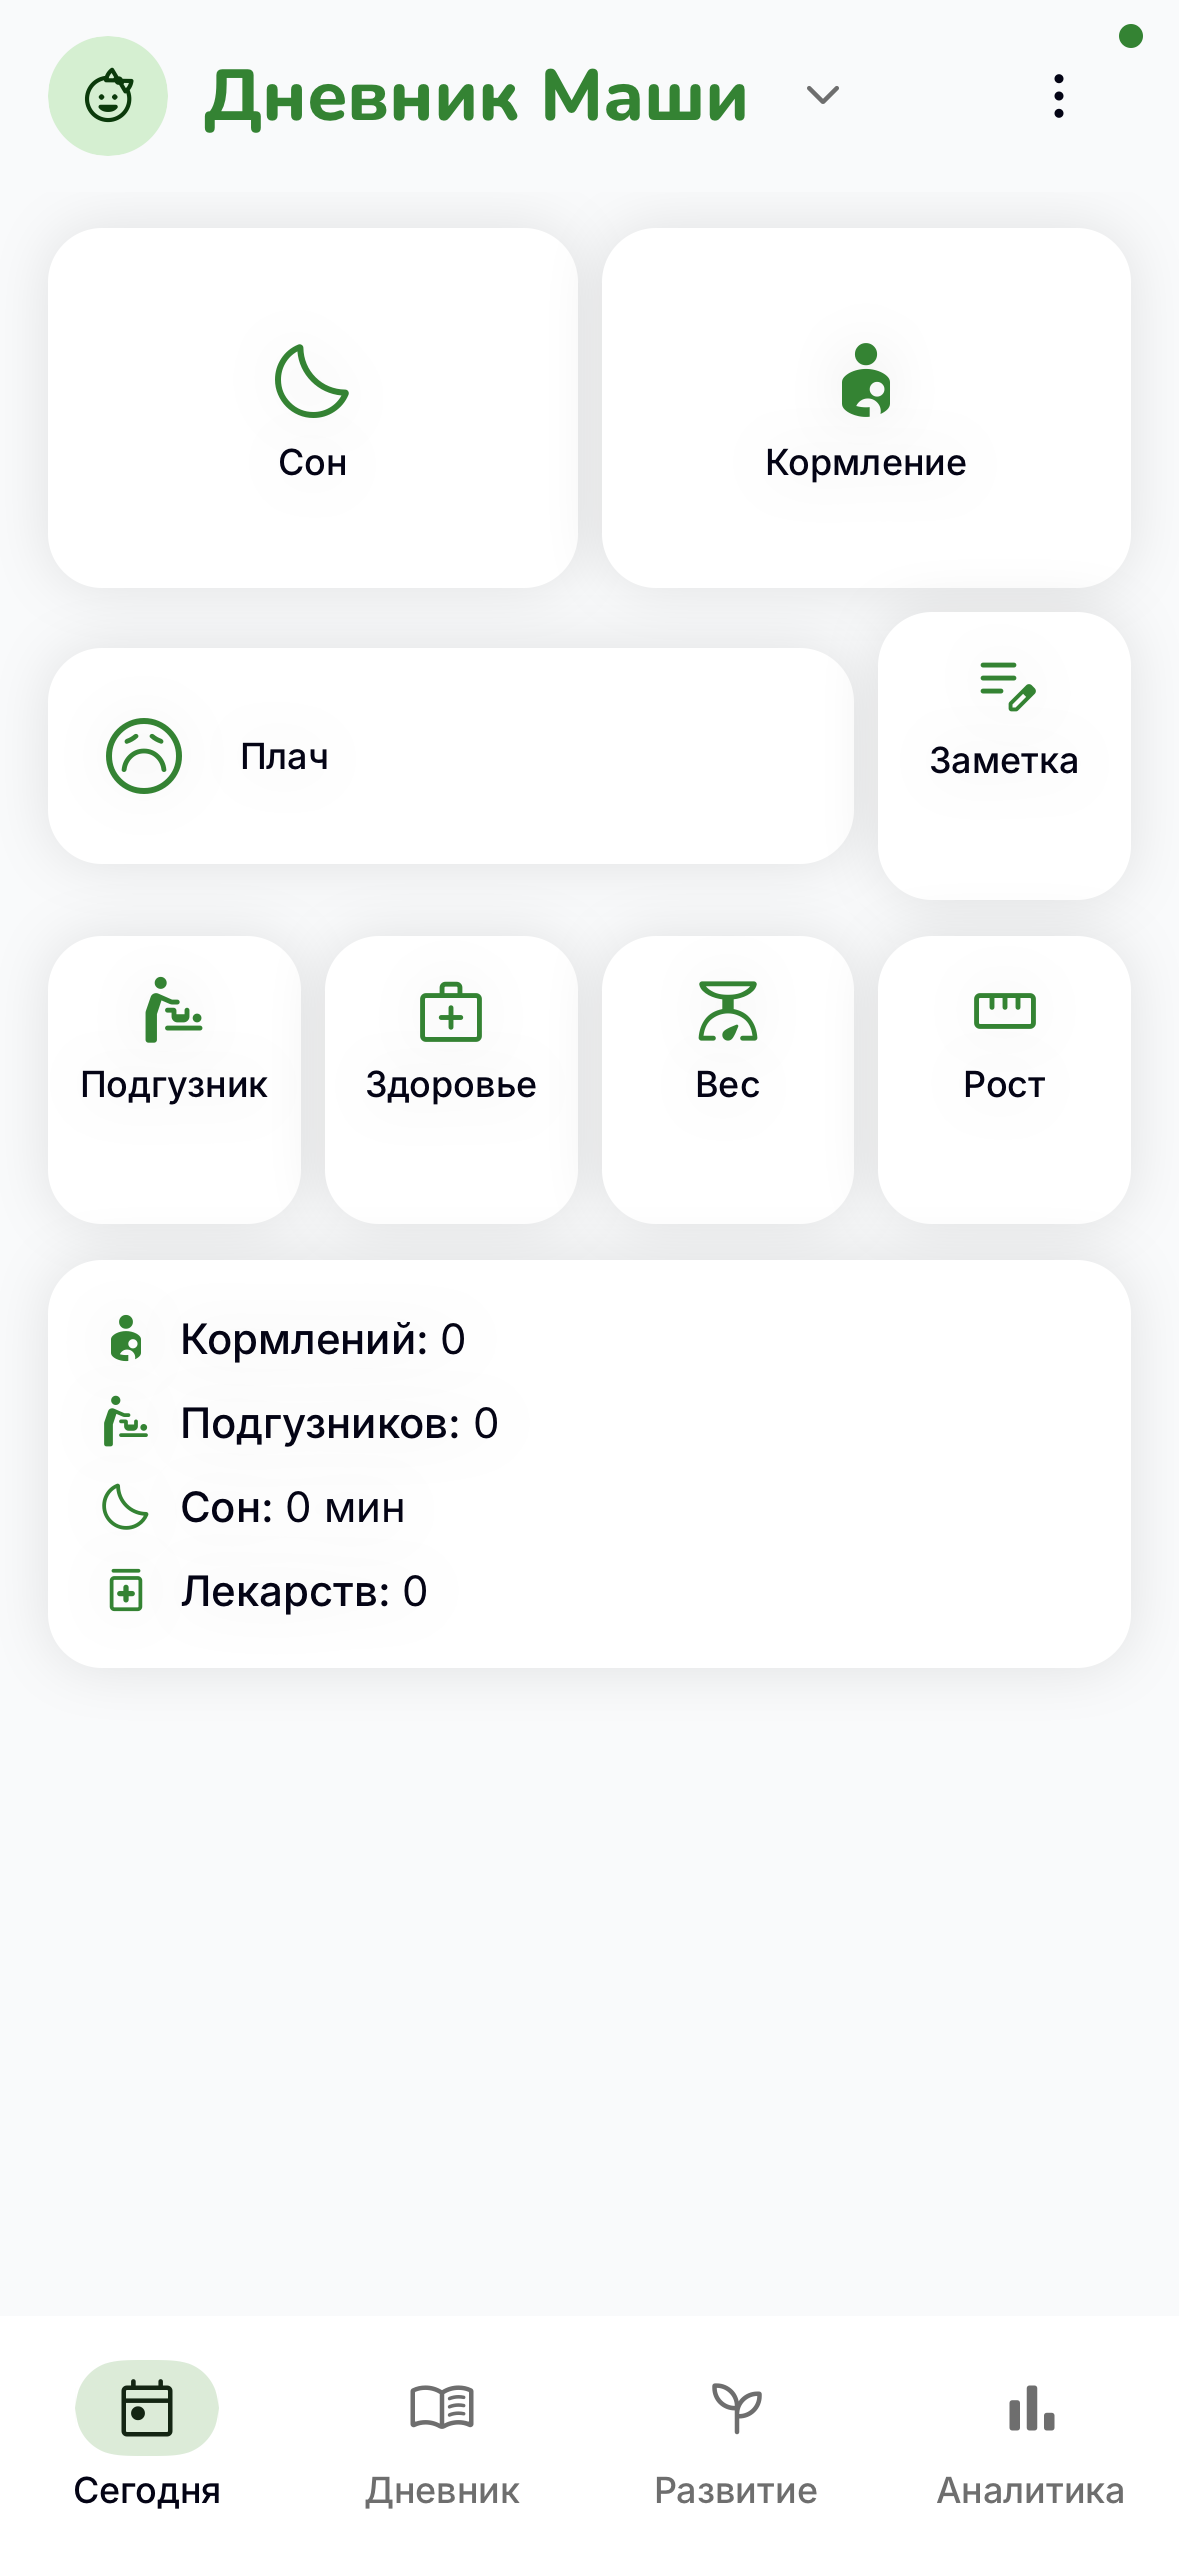 Дневник Маши
Сон
Кормление
Плач
Заметка
Подгузник
Здоровье
Вес
Рост
Кормлений: 0
Подгузников: 0
Сон: 0 мин
Лекарств: 0
Сегодня
Дневник
Развитие
Аналитика